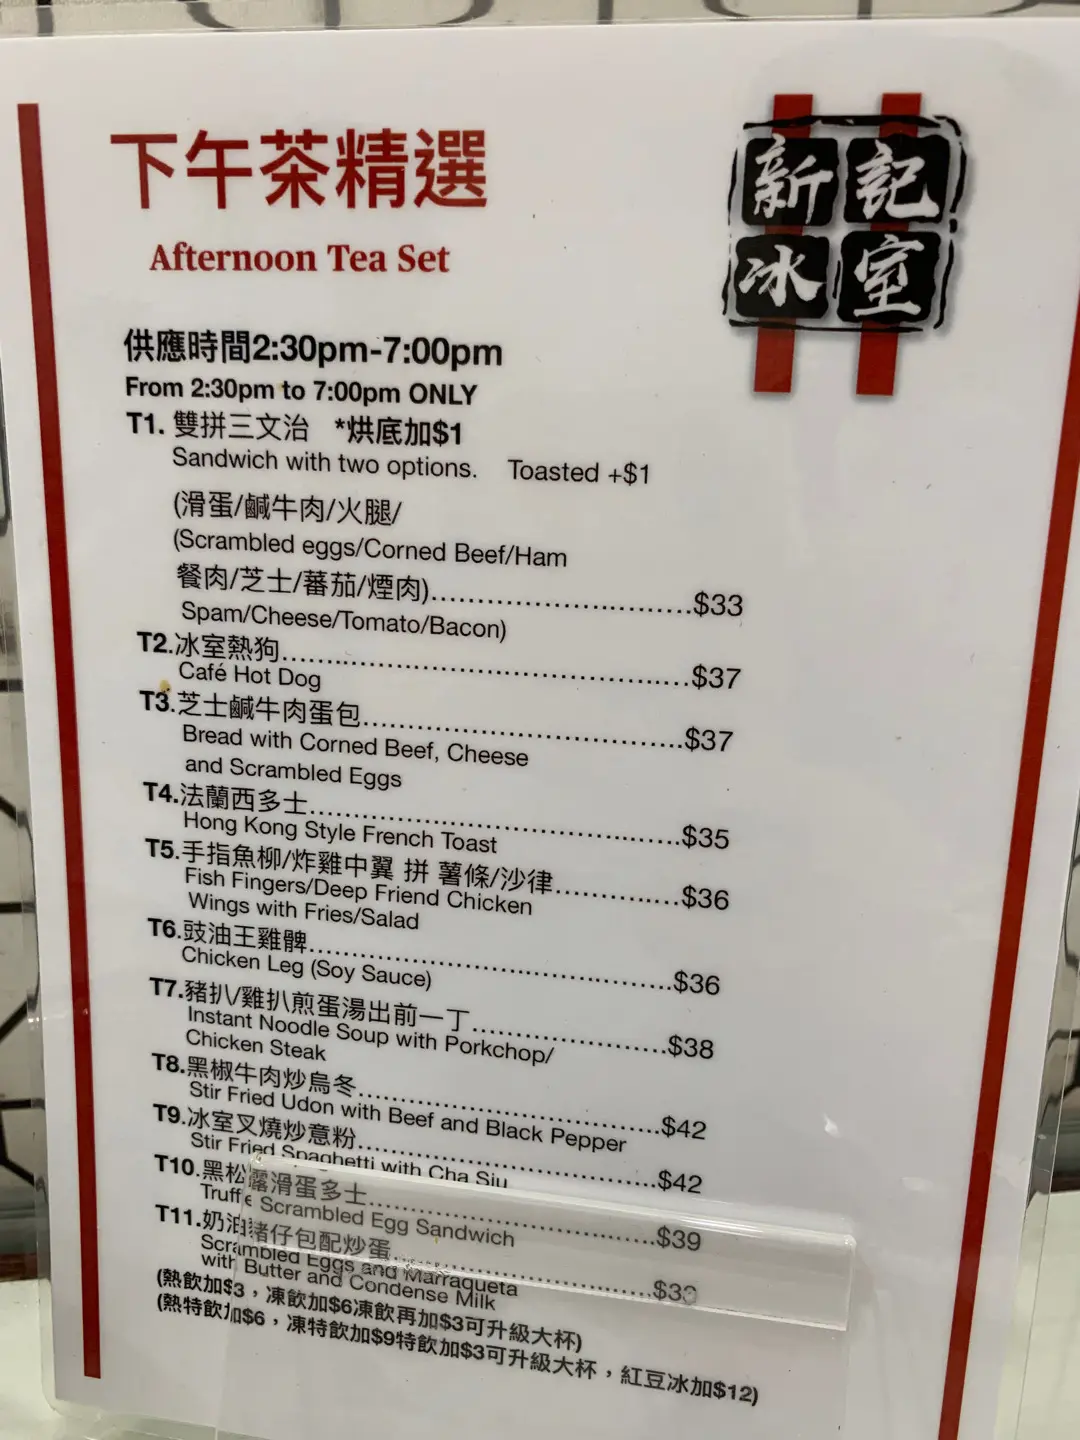 下午茶精選
Afternoon Tea Set
新記
冰室
供應時間2:30pm-7:00pm
From 2:30pm to 7:00pm ONLY
T1. 雙拼三文治 *烘底加$1
Sandwich with two options. Toasted +$1
(滑蛋/鹹牛肉/火腿/
(Scrambled eggs/Corned Beef/Ham
餐肉/芝士/蕃茄/煙肉)..............................$33
Spam/Cheese/Tomato/Bacon)
T2.冰室熱狗..............................$37
Café Hot Dog
T3.芝士鹹牛肉蛋包..............................$37
Bread with Corned Beef, Cheese
and Scrambled Eggs
T4.法蘭西多士..............................$35
Hong Kong Style French Toast
T5.手指魚柳/炸雞中翼 拼 薯條/沙律..............$36
Fish Fingers/Deep Friend Chicken
Wings with Fries/Salad
T6.豉油王雞髀..............................$36
Chicken Leg (Soy Sauce)
T7.豬扒/雞扒煎蛋湯出前一丁......................$38
Instant Noodle Soup with Porkchop/
Chicken Steak
T8.黑椒牛肉炒烏冬..............................$42
Stir Fried Udon with Beef and Black Pepper
T9.冰室叉燒炒意粉..............................$42
Stir Fried Spaghetti with Cha Siu
T10.黑松露滑蛋多士..............................$39
Truffle Scrambled Egg Sandwich
T11.奶油豬仔包配炒蛋..........................
Scrambled Eggs and Marraqueta
with Butter and Condense Milk
(熱飲加$3，凍飲加$6凍飲再加$3可升級大杯)
(熱特飲加$6，凍特飲加$9特飲加$3可升級大杯，紅豆冰加$12)